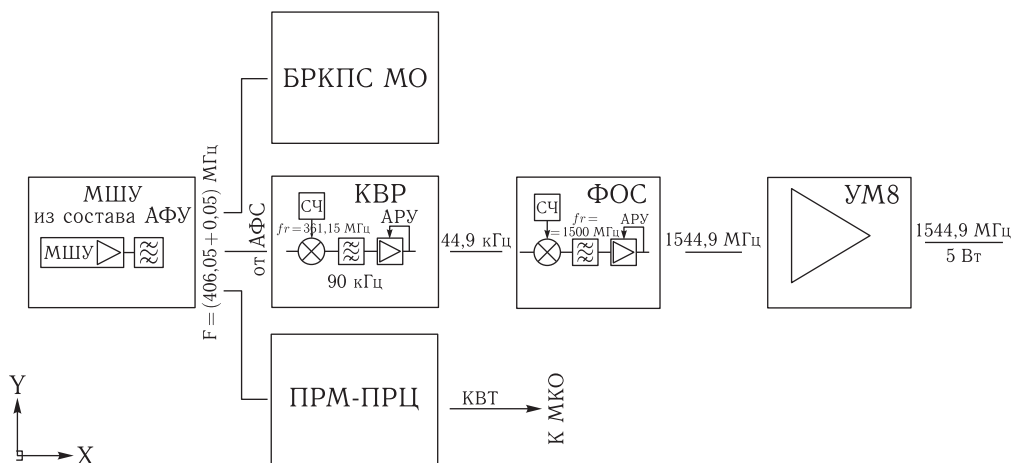 БРКПС МО
МШУ
из состава АФУ
МШУ
F=(406,05+0,05) МГц
от АФС
КВР
СЧ
АРУ
fr=361,15 МГц
90 кГц
44,9 кГц
ФОС
СЧ
fr=
=1500 МГц
АРУ
1544,9 МГц
УМ8
1544,9 МГц
5 Вт
ПРМ-ПРЦ
КВТ
К МКО
Y
X